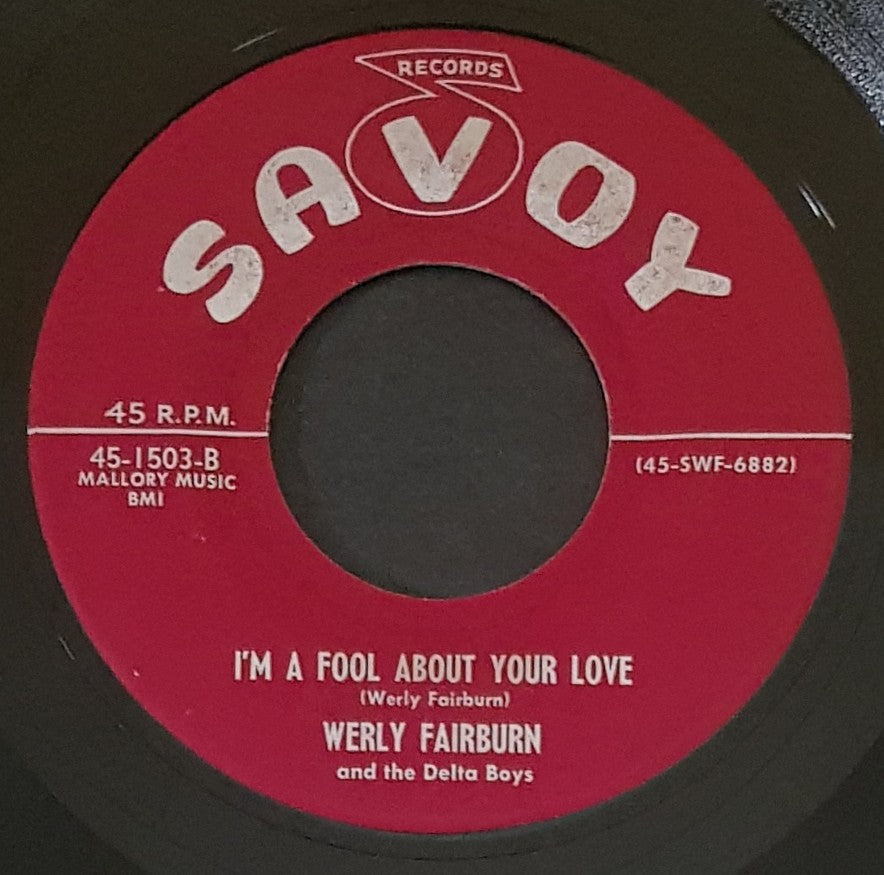 RECORDS
SAVOY
45 R.P.M.
45-1503-B
MALLORY MUSIC
BMI
(45-SWF-6882)
I'M A FOOL ABOUT YOUR LOVE
(Werly Fairburn)
WERLY FAIRBURN
and the Delta Boys